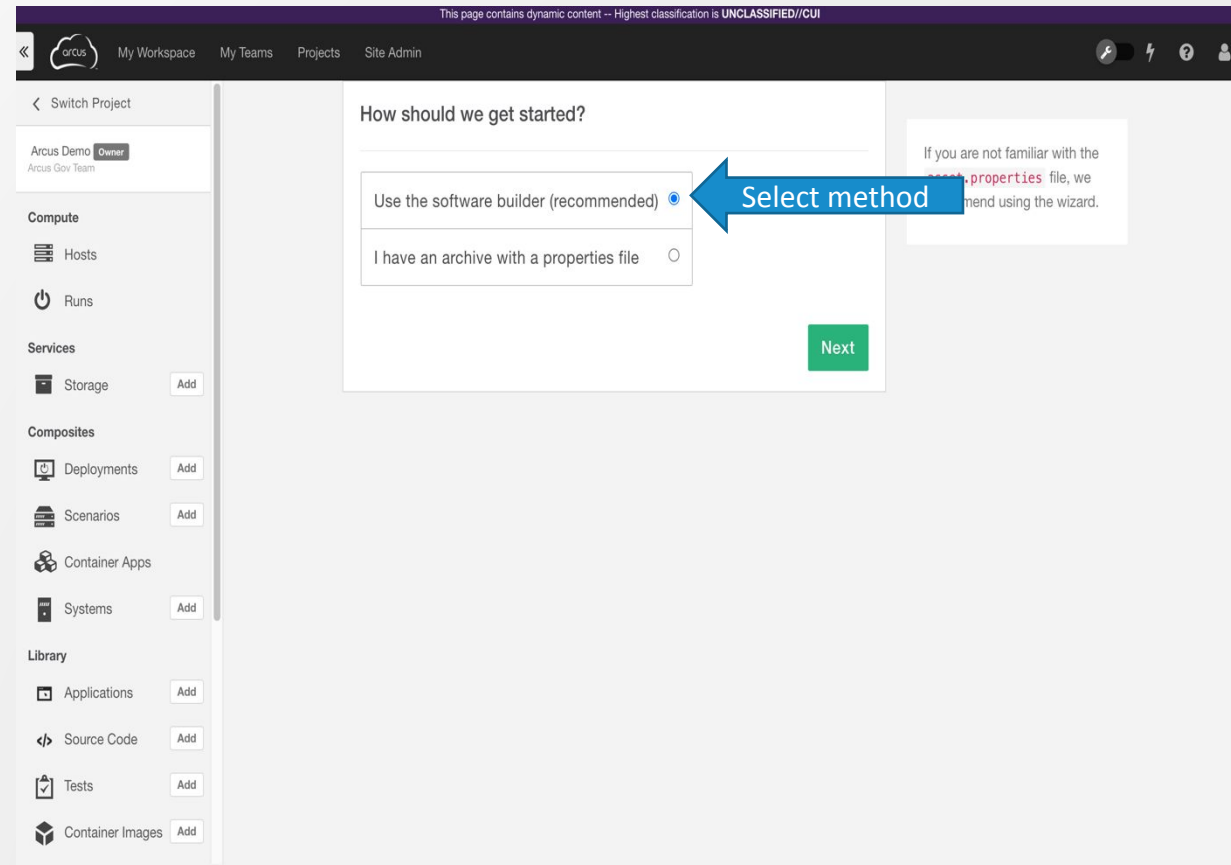 This page contains dynamic content -- Highest classification is UNCLASSIFIED//CUI
« arcus My Workspace My Teams Projects Site Admin
Switch Project
Arcus Demo Owner
Arcus Gov Team
Compute
Hosts
Runs
Services
Storage Add
Composites
Deployments Add
Scenarios Add
Container Apps
Systems Add
Library
Applications Add
</> Source Code Add
Tests Add
Container Images Add
How should we get started?
Use the software builder (recommended)
I have an archive with a properties file
Next
Select method
If you are not familiar with the
.properties file, we
using the wizard.